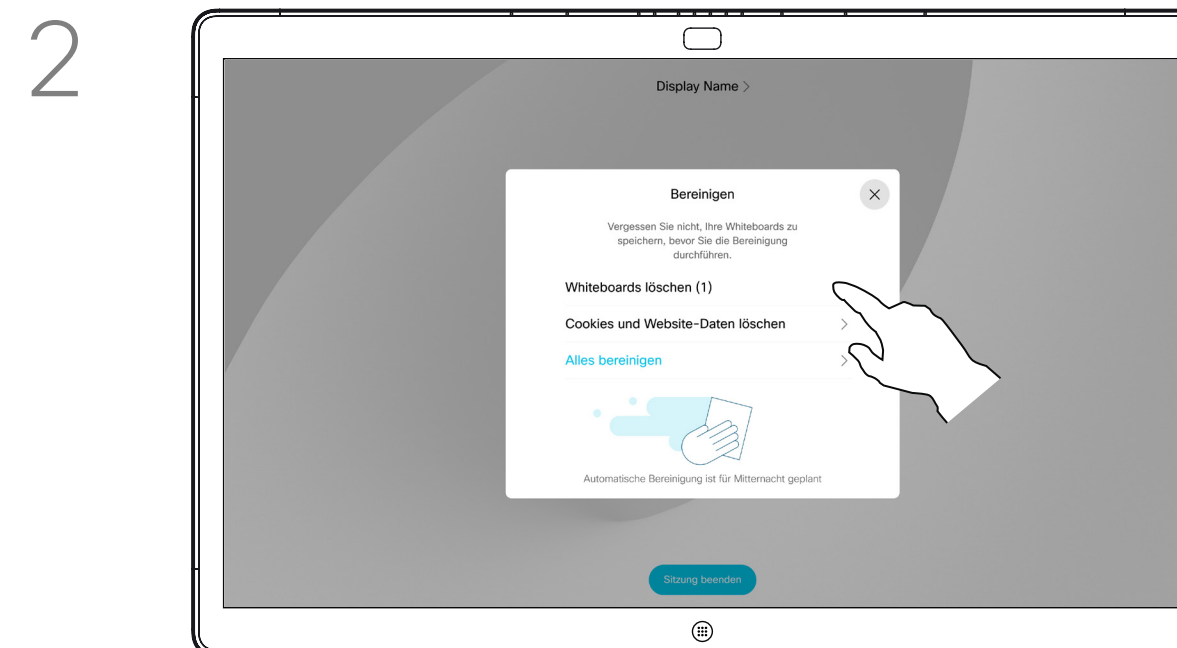 2
Display Name >
Bereinigen
Vergessen Sie nicht, Ihre Whiteboards zu
speichern, bevor Sie die Bereinigung
durchführen.
Whiteboards löschen (1)
Cookies und Website-Daten löschen
Alles bereinigen
Automatische Bereinigung ist für Mitternacht geplant
Sitzung beenden